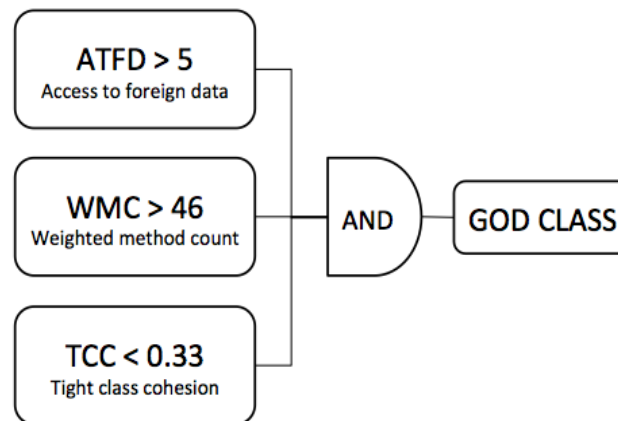 ATFD > 5
Access to foreign data
WMC > 46
Weighted method count
TCC < 0.33
Tight class cohesion
AND
GOD CLASS